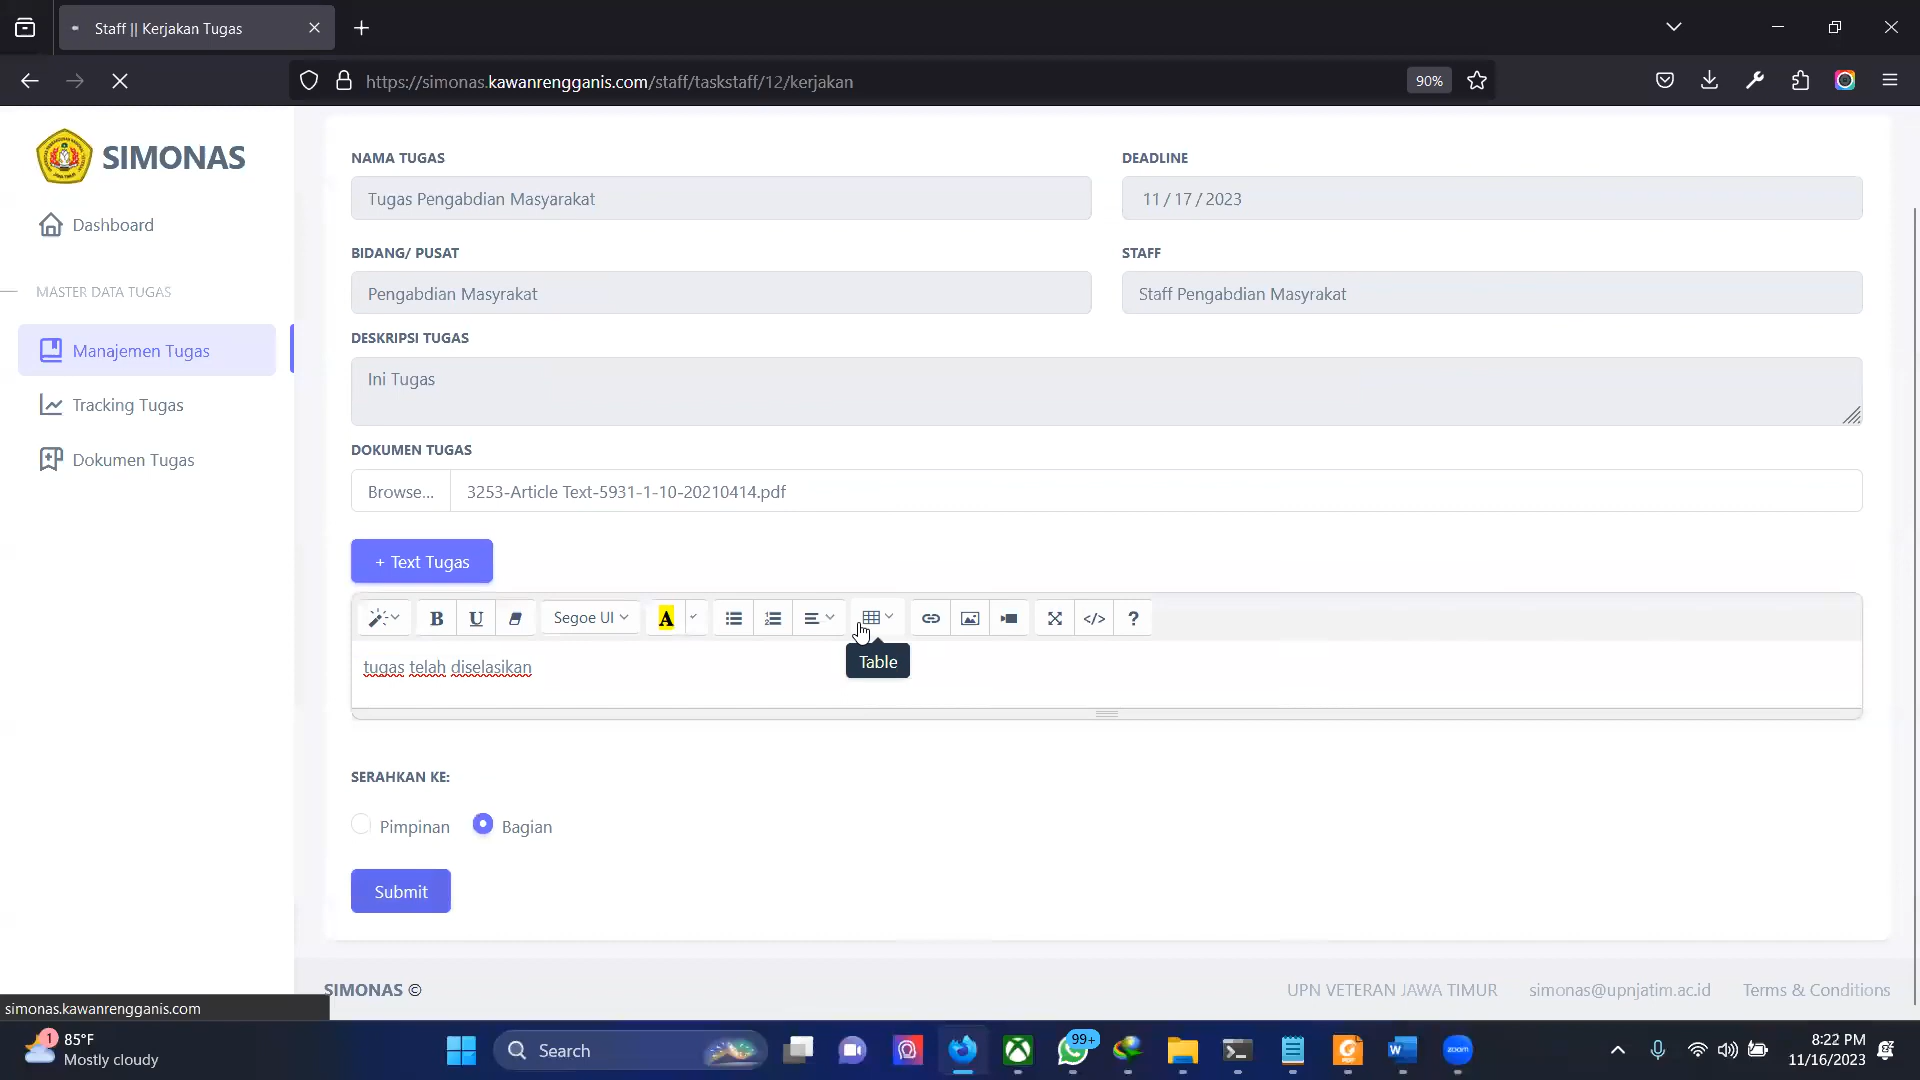 Staff || Kerjakan Tugas
https://simonas.kawanrengganis.com/staff/taskstaff/12/kerjakan
90%
SIMONAS
Dashboard
MASTER DATA TUGAS
Manajemen Tugas
Tracking Tugas
Dokumen Tugas
NAMA TUGAS
Tugas Pengabdian Masyarakat
DEADLINE
11 / 17 / 2023
BIDANG/ PUSAT
Pengabdian Masyrakat
STAFF
Staff Pengabdian Masyrakat
DESKRIPSI TUGAS
Ini Tugas
DOKUMEN TUGAS
Browse... 3253-Article Text-5931-1-10-20210414.pdf
+ Text Tugas
B U Segoe UI A </> ?
Table
tugas telah diselasikan
SERAHKAN KE:
Pimpinan Bagian
Submit
SIMONAS ©
UPN VETERAN JAWA TIMUR simonas@upnjatim.ac.id Terms & Conditions
simonas.kawanrengganis.com
1
85°F
Mostly cloudy
Search
99+
zoom
8:22 PM
11/16/2023